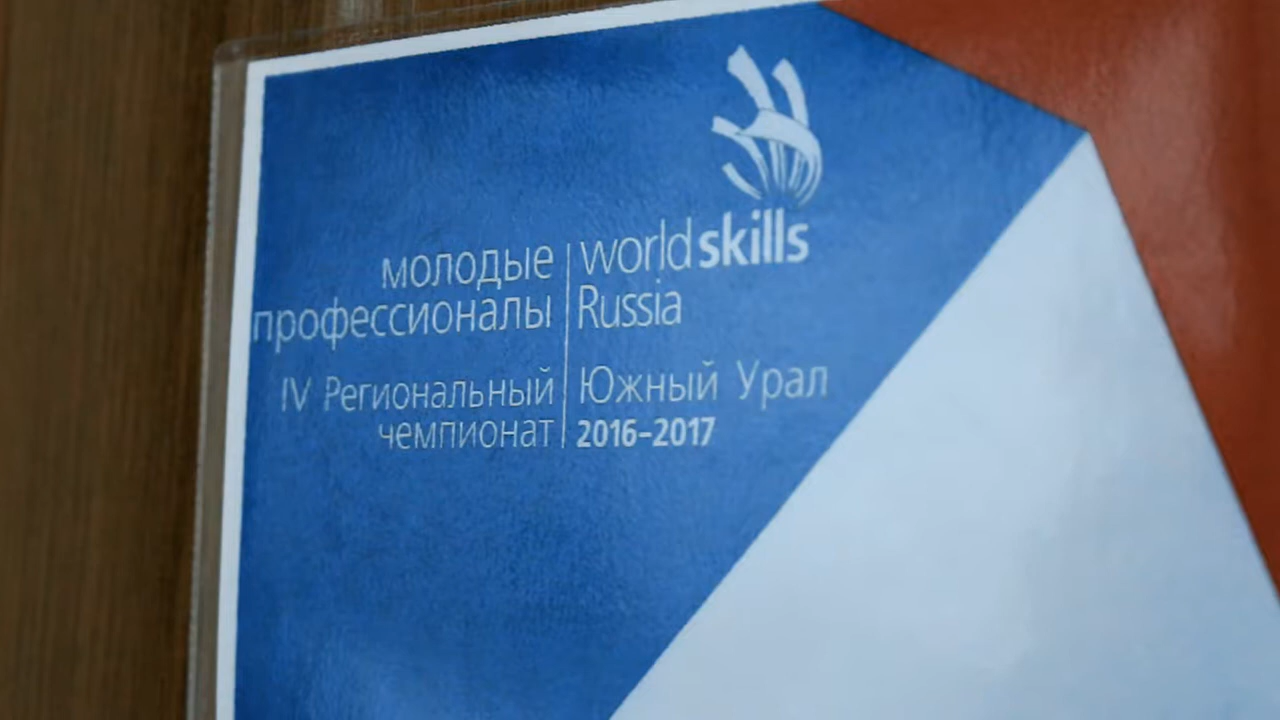 молодые
профессионалы
worldskills
Russia
IV Региональный
чемпионат
Южный Урал
2016-2017